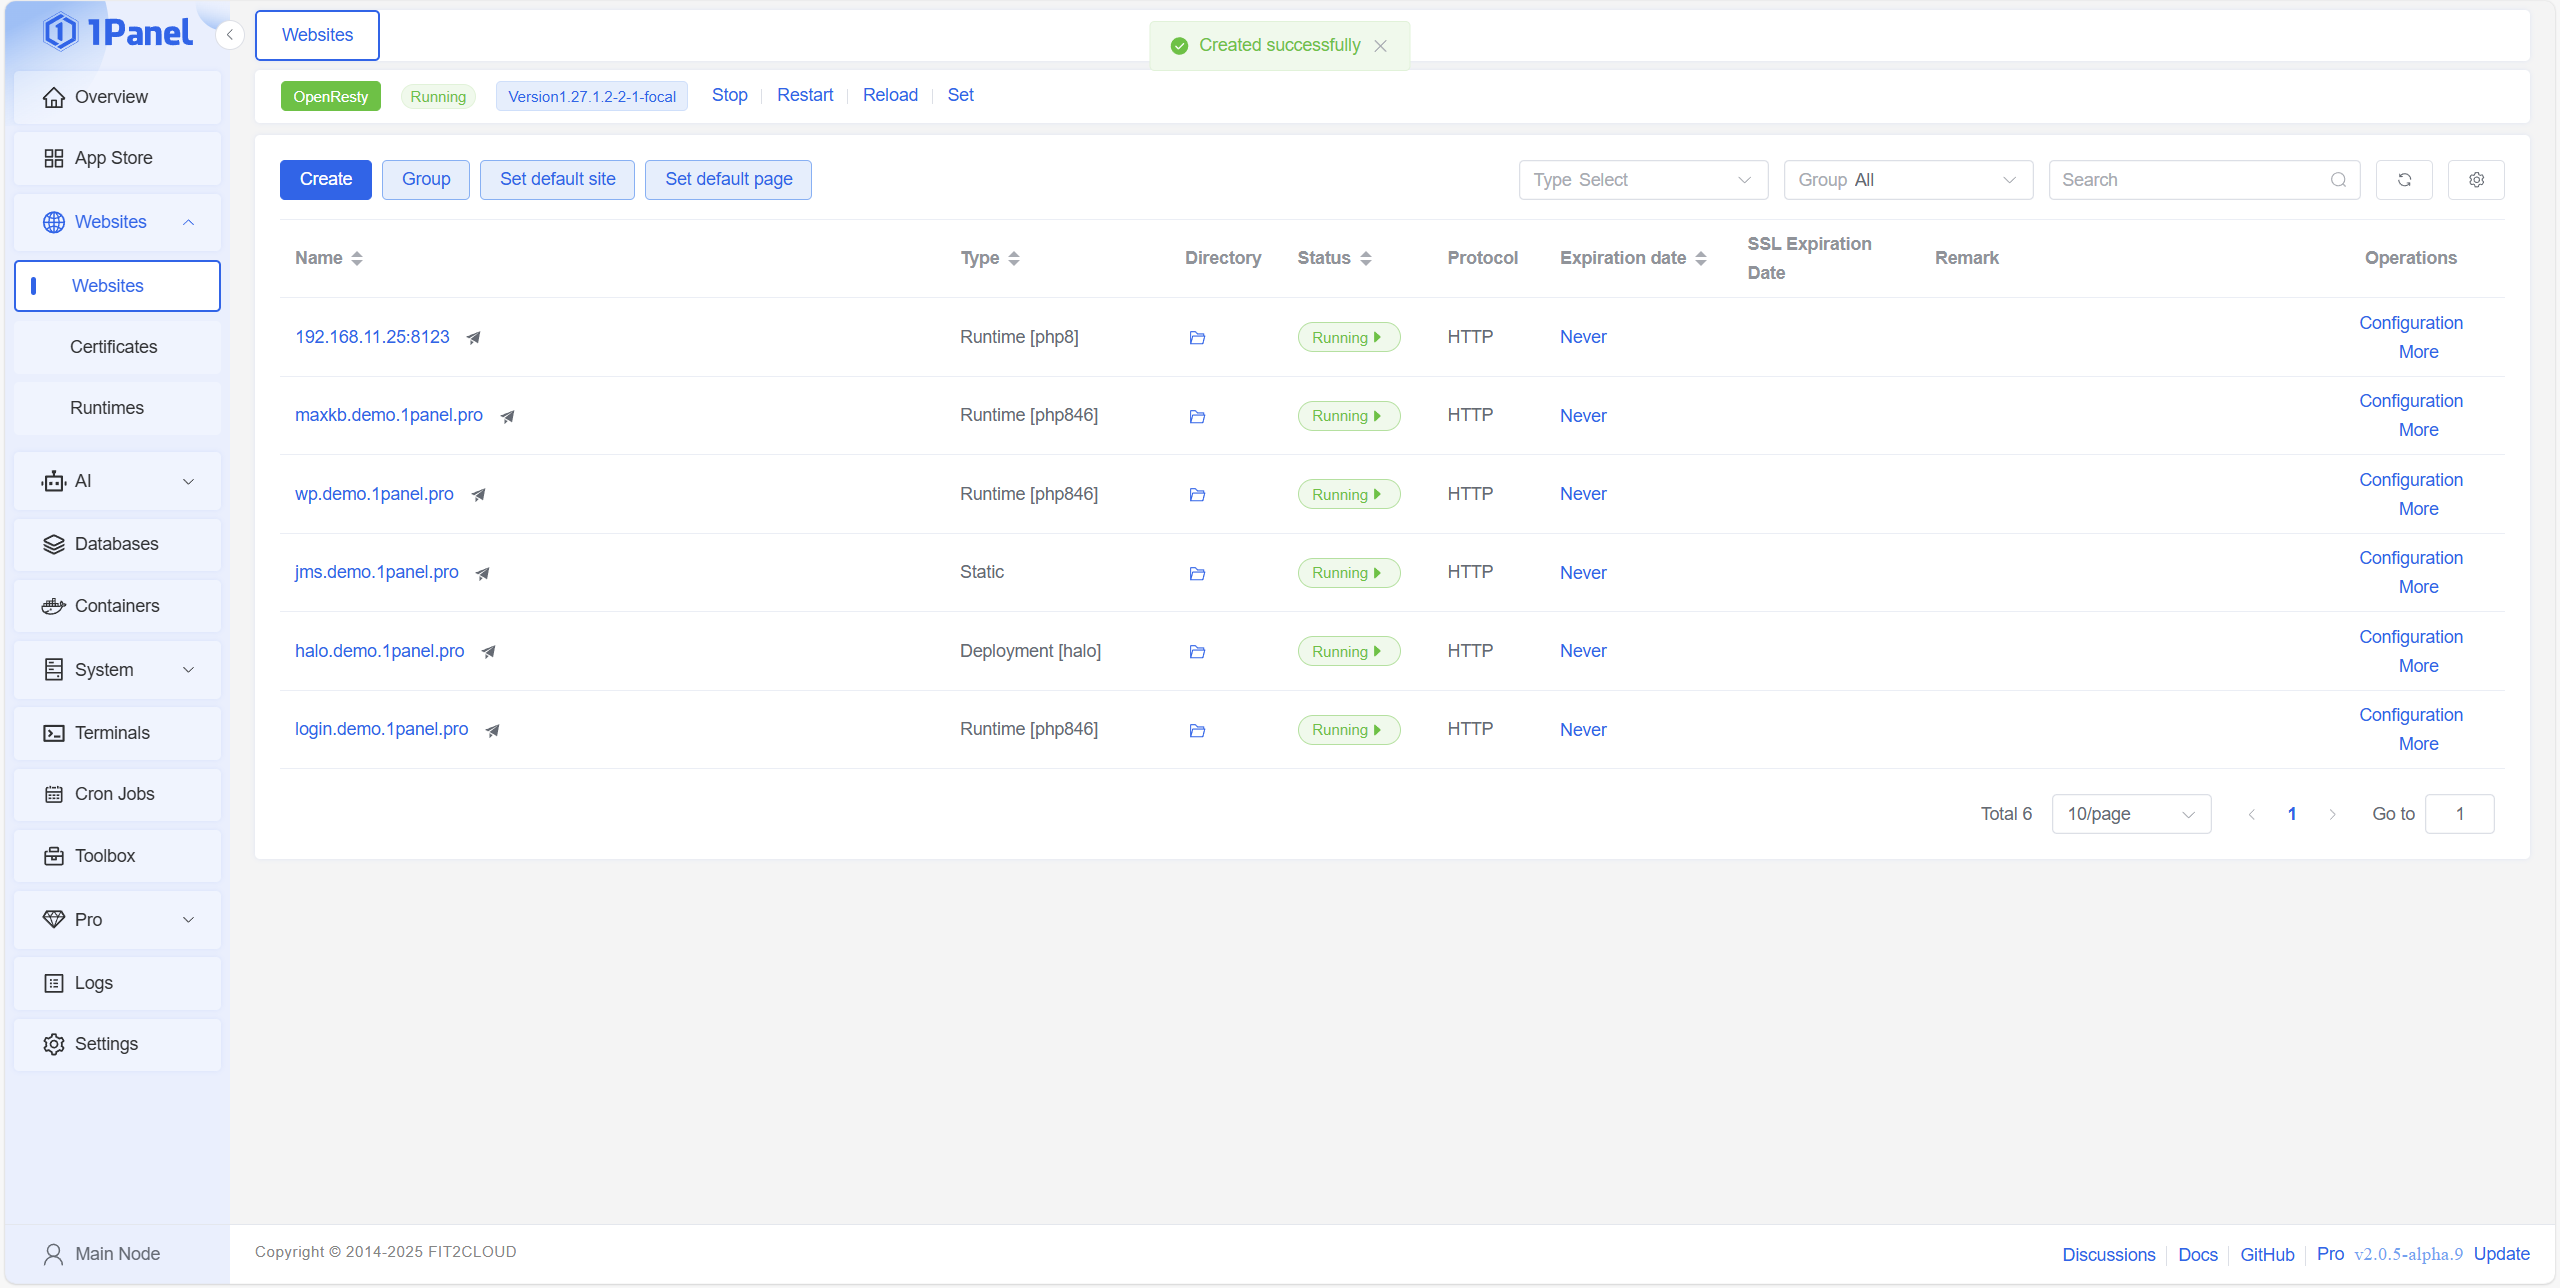 1Panel
Websites
Created successfully
Overview
App Store
Websites
Websites
Certificates
Runtimes
AI
Databases
Containers
System
Terminals
Cron Jobs
Toolbox
Pro
Logs
Settings
Main Node
OpenResty Running Version1.27.1.2-2-1-focal Stop Restart Reload Set
Create Group Set default site Set default page Type Select Group All Search
Name Type Directory Status Protocol Expiration date SSL Expiration Date Remark Operations
192.168.11.25:8123 Runtime [php8] Running HTTP Never Configuration More
maxkb.demo.1panel.pro Runtime [php846] Running HTTP Never Configuration More
wp.demo.1panel.pro Runtime [php846] Running HTTP Never Configuration More
jms.demo.1panel.pro Static Running HTTP Never Configuration More
halo.demo.1panel.pro Deployment [halo] Running HTTP Never Configuration More
login.demo.1panel.pro Runtime [php846] Running HTTP Never Configuration More
Total 6 10/page 1 Go to 1
Copyright © 2014-2025 FIT2CLOUD
Discussions Docs GitHub Pro v2.0.5-alpha.9 Update